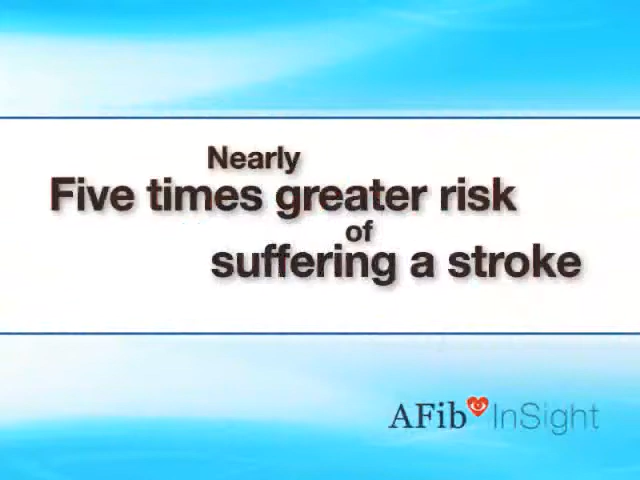 Nearly
Five times greater risk
of
suffering a stroke
AFib InSight